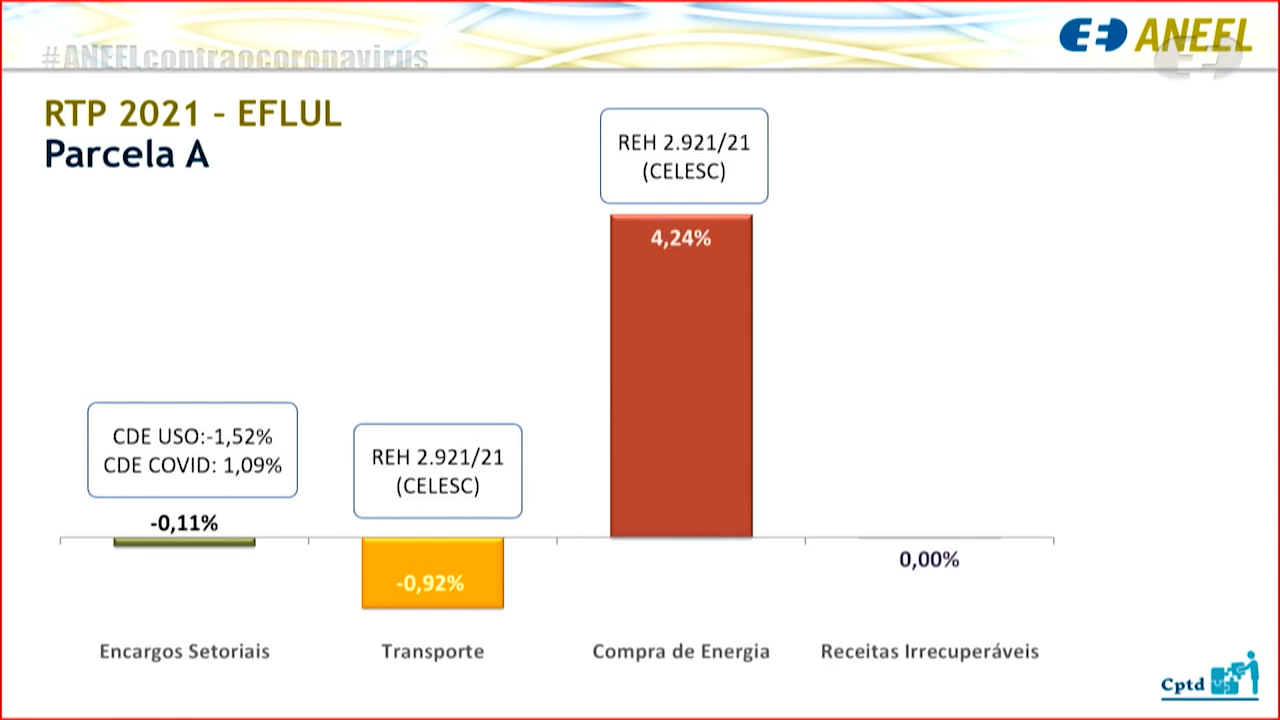 #ANEELcontraocoronavirus
ANEEL
RTP 2021 – EFLUL
Parcela A
REH 2.921/21
(CELESC)
4,24%
CDE USO:-1,52%
CDE COVID: 1,09%
REH 2.921/21
(CELESC)
-0,11%
-0,92%
0,00%
Encargos Setoriais
Transporte
Compra de Energia
Receitas Irrecuperáveis
Cptd